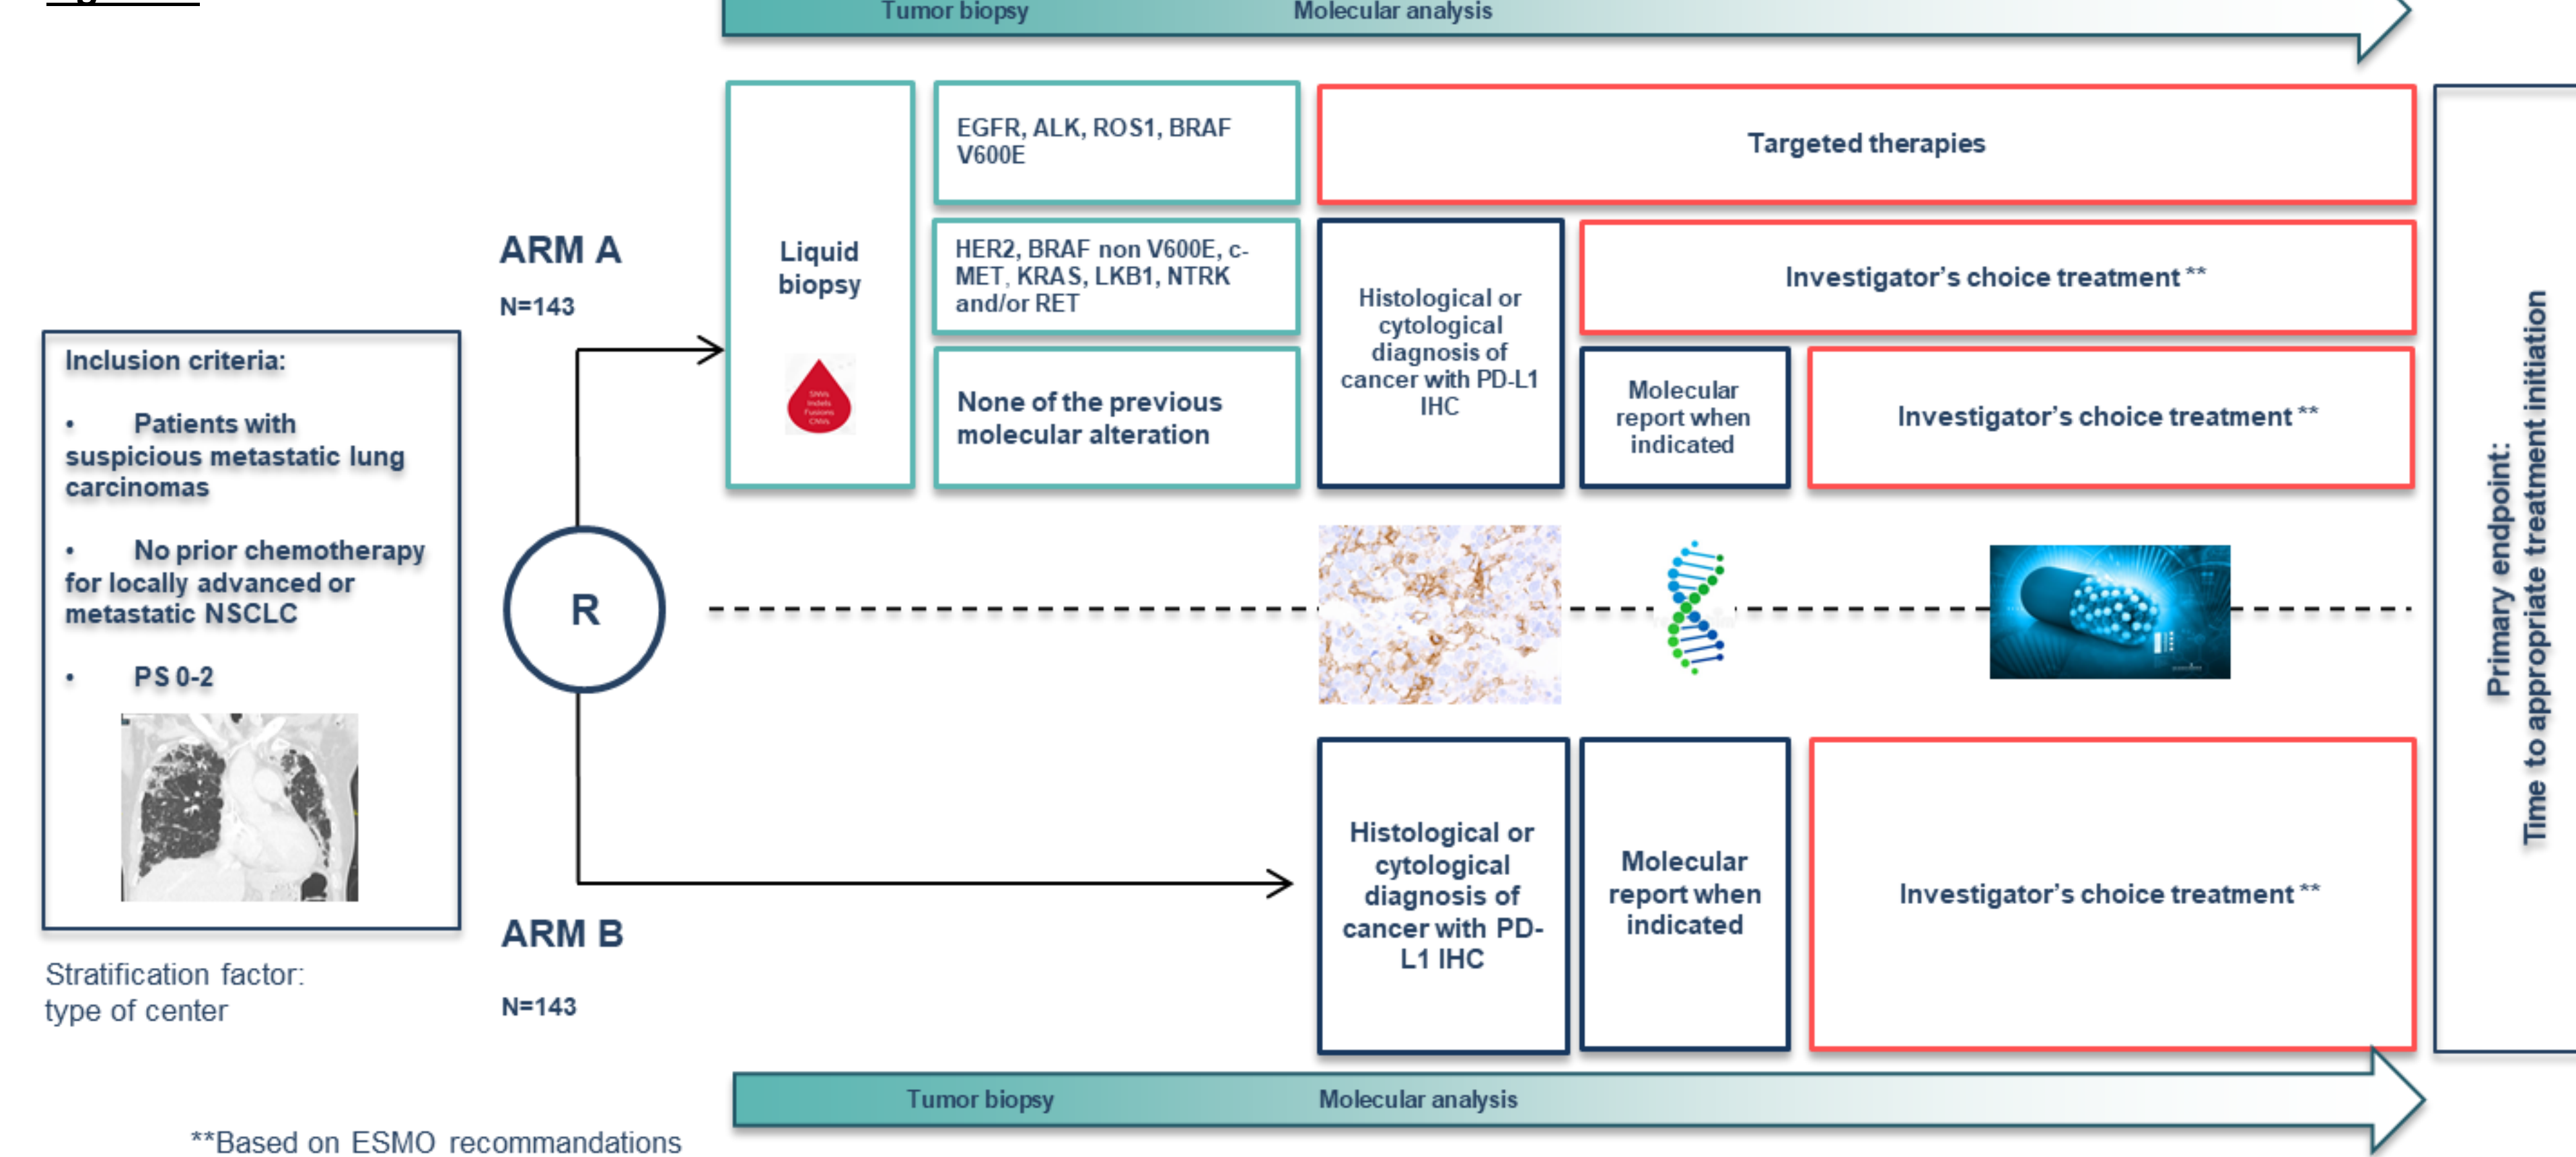 Tumor biopsy
Molecular analysis
EGFR, ALK, ROS1, BRAF
V600E
Targeted therapies
ARM A
N=143
Liquid
biopsy
SNVs
Indels
Fusions
CNVs
HER2, BRAF non V600E, c-
MET, KRAS, LKB1, NTRK
and/or RET
Histological or
cytological
diagnosis of
cancer with PD-L1
IHC
Investigator's choice treatment **
None of the previous
molecular alteration
Molecular
report when
indicated
Investigator's choice treatment **
Inclusion criteria:
• Patients with
suspicious metastatic lung
carcinomas
• No prior chemotherapy
for locally advanced or
metastatic NSCLC
• PS 0-2
R
Primary endpoint:
Time to appropriate treatment initiation
Histological or
cytological
diagnosis of
cancer with PD-
L1 IHC
Molecular
report when
indicated
Investigator's choice treatment **
ARM B
N=143
Stratification factor:
type of center
Tumor biopsy
Molecular analysis
**Based on ESMO recommandations